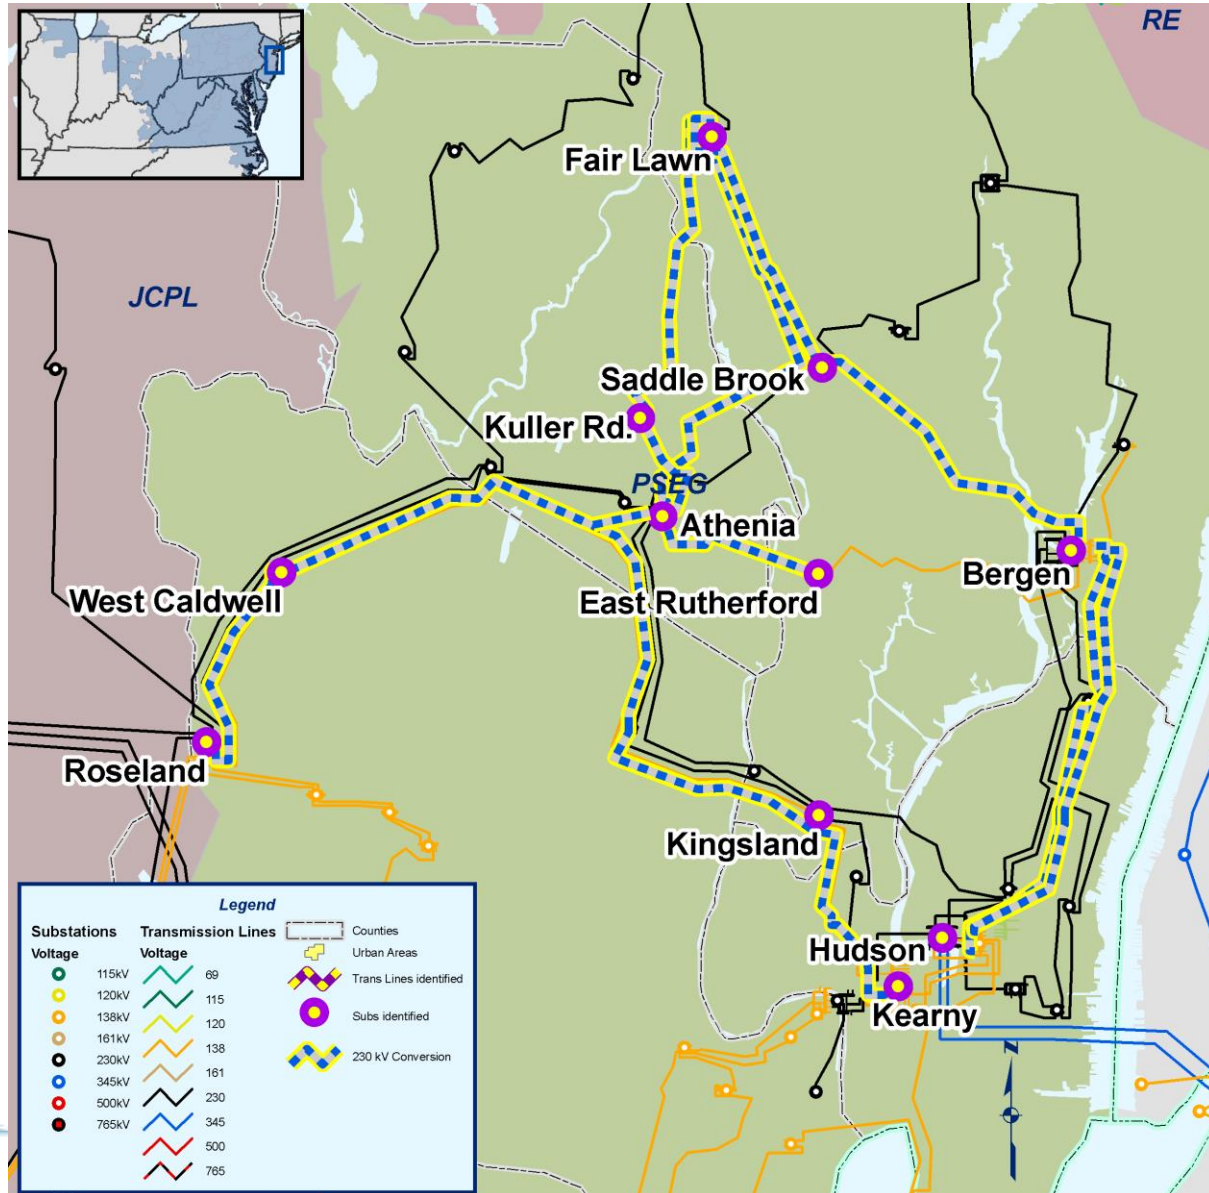 RE
JCPL
Fair Lawn
Saddle Brook
Kuller Rd.
PSEG
Athenia
West Caldwell
East Rutherford
Bergen
Roseland
Kingsland
Hudson
Kearny
N
Legend
Substations
Voltage
115kV
120kV
138kV
161kV
230kV
345kV
500kV
765kV
Transmission Lines
Voltage
69
115
120
138
161
230
345
500
765
Counties
Urban Areas
Trans Lines identified
Subs identified
230 kV Conversion